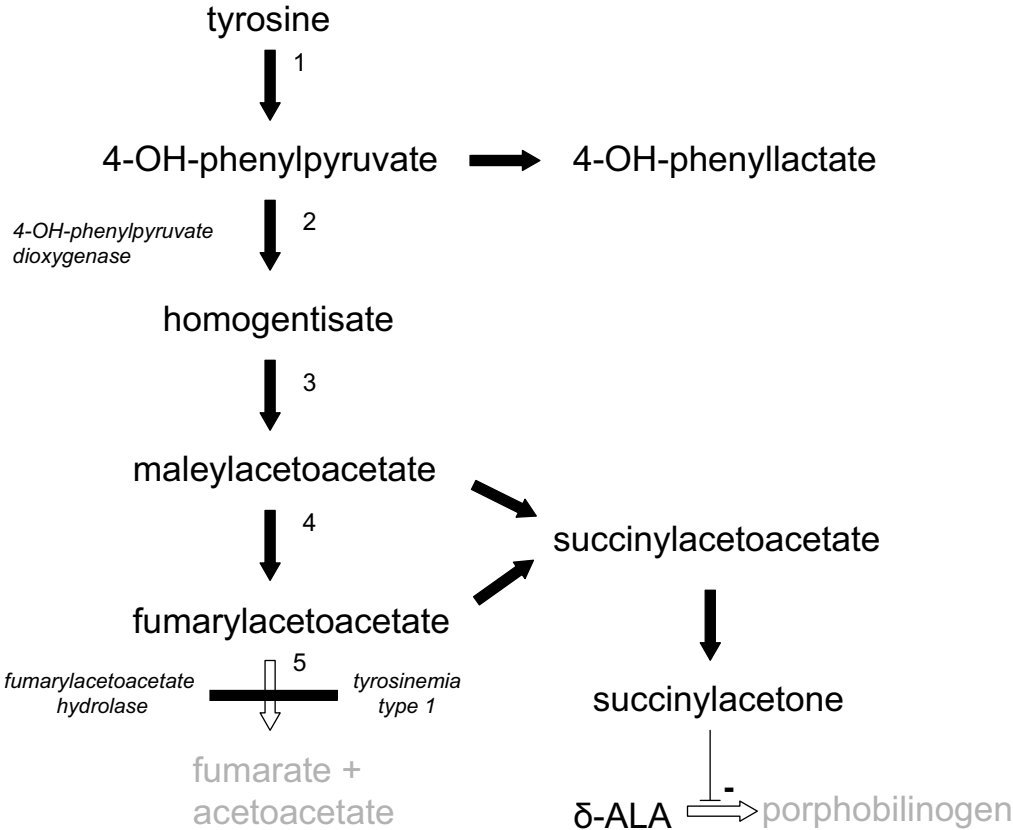 tyrosine
1
4-OH-phenylpyruvate
4-OH-phenyllactate
4-OH-phenylpyruvate
dioxygenase
2
homogentisate
3
maleylacetoacetate
4
succinylacetoacetate
fumarylacetoacetate
5
fumarylacetoacetate
hydrolase
tyrosinemia
type 1
succinylacetone
fumarate +
acetoacetate
-
δ-ALA
porphobilinogen